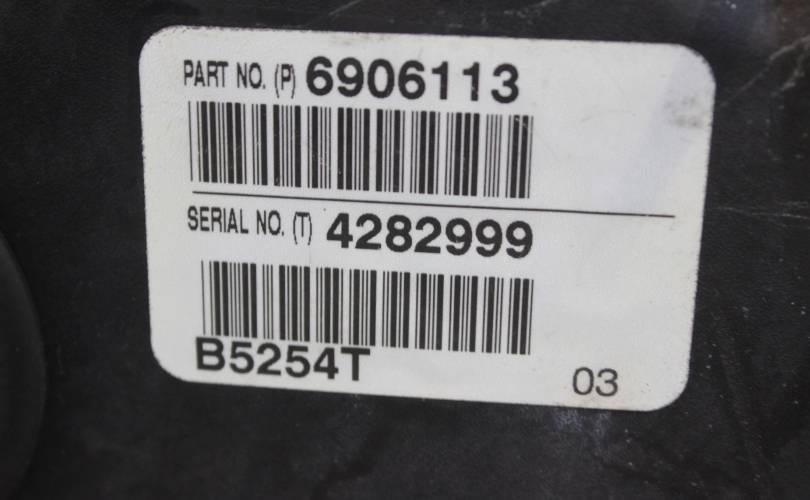 PART NO. (P) 6906113
SERIAL NO. (T) 4282999
B5254T
03